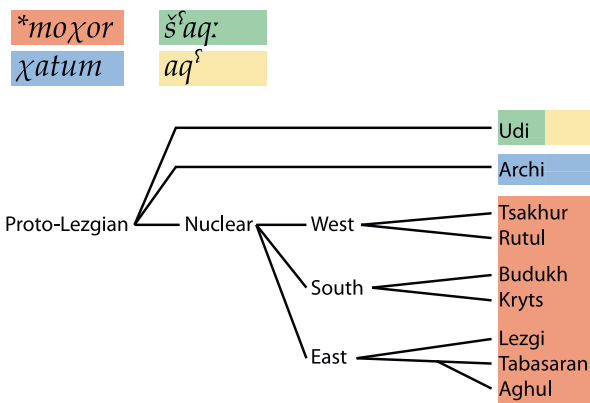 *moχor
šˤaqː
χatum
aqˤ
Udi
Archi
Proto-Lezgian
Nuclear
West
Tsakhur
Rutul
South
Budukh
Kryts
East
Lezgi
Tabasaran
Aghul